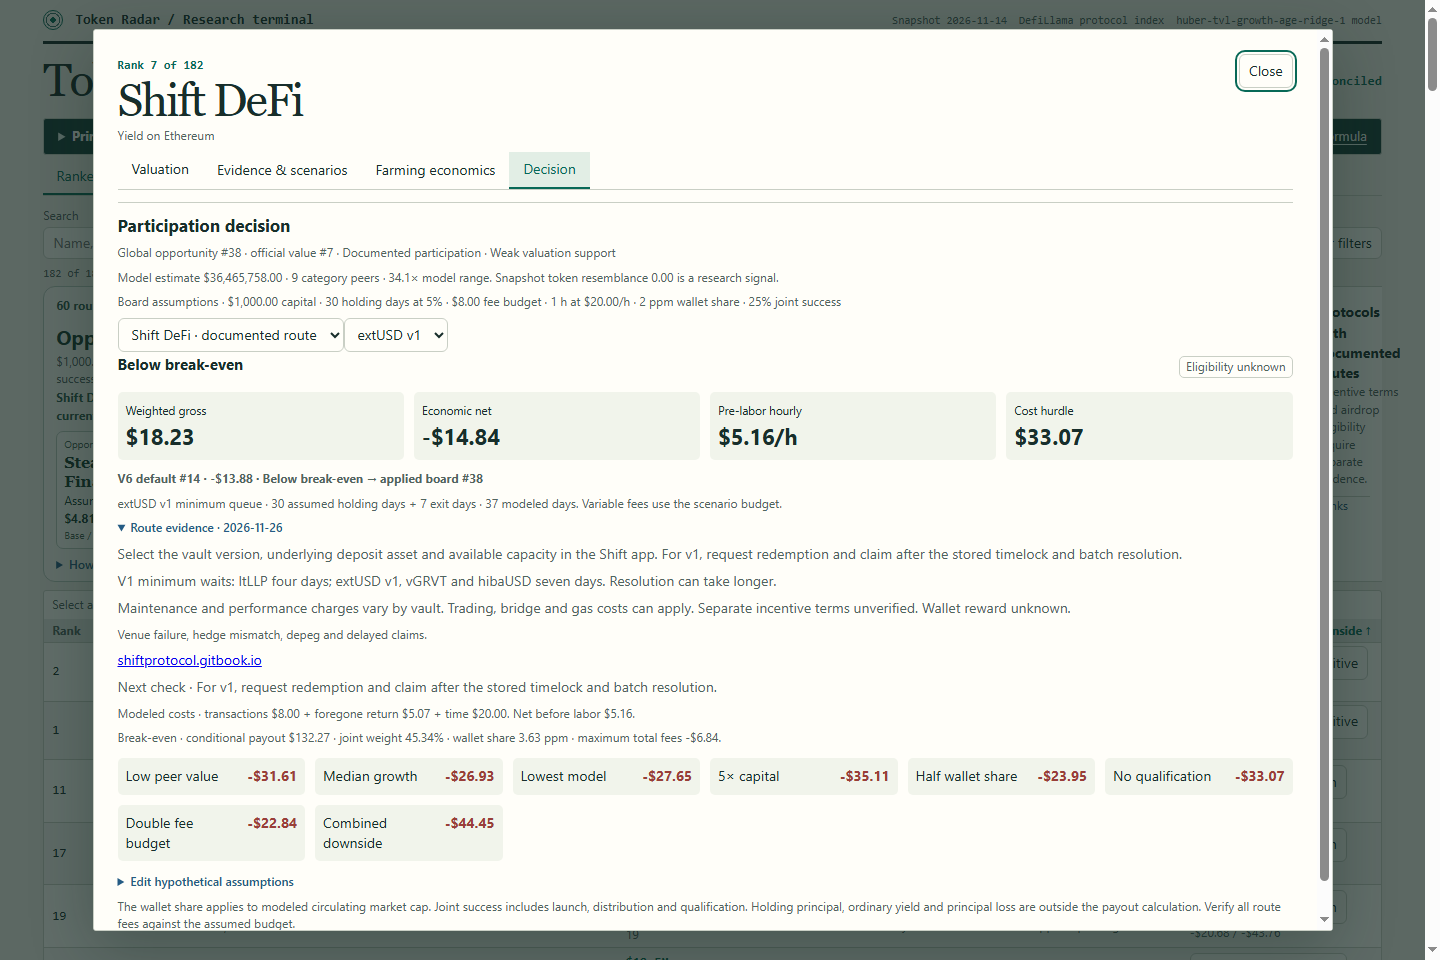 Token Radar / Research terminal
Snapshot 2026-11-14 DefiLlama protocol index huber-tvl-growth-age-ridge-1 model
Rank 7 of 182
Close
Shift DeFi
Yield on Ethereum
Valuation
Evidence & scenarios
Farming economics
Decision
Participation decision
Global opportunity #38 · official value #7 · Documented participation · Weak valuation support
Model estimate $36,465,758.00 · 9 category peers · 34.1× model range. Snapshot token resemblance 0.00 is a research signal.
Board assumptions · $1,000.00 capital · 30 holding days at 5% · $8.00 fee budget · 1 h at $20.00/h · 2 ppm wallet share · 25% joint success
Shift DeFi · documented route
extUSD v1
Below break-even
Eligibility unknown
Weighted gross
$18.23
Economic net
-$14.84
Pre-labor hourly
$5.16/h
Cost hurdle
$33.07
V6 default #14 · -$13.88 · Below break-even → applied board #38
extUSD v1 minimum queue · 30 assumed holding days + 7 exit days · 37 modeled days. Variable fees use the scenario budget.
▼ Route evidence · 2026-11-26
Select the vault version, underlying deposit asset and available capacity in the Shift app. For v1, request redemption and claim after the stored timelock and batch resolution.
V1 minimum waits: ltLLP four days; extUSD v1, vGRVT and hibaUSD seven days. Resolution can take longer.
Maintenance and performance charges vary by vault. Trading, bridge and gas costs can apply. Separate incentive terms unverified. Wallet reward unknown.
Venue failure, hedge mismatch, depeg and delayed claims.
shiftprotocol.gitbook.io
Next check · For v1, request redemption and claim after the stored timelock and batch resolution.
Modeled costs · transactions $8.00 + foregone return $5.07 + time $20.00. Net before labor $5.16.
Break-even · conditional payout $132.27 · joint weight 45.34% · wallet share 3.63 ppm · maximum total fees -$6.84.
Low peer value -$31.61
Median growth -$26.93
Lowest model -$27.65
5× capital -$35.11
Half wallet share -$23.95
No qualification -$33.07
Double fee budget -$22.84
Combined downside -$44.45
▶ Edit hypothetical assumptions
The wallet share applies to modeled circulating market cap. Joint success includes launch, distribution and qualification. Holding principal, ordinary yield and principal loss are outside the payout calculation. Verify all route
fees against the assumed budget.
Search
filters
60
$1,000.
Rank
2
1
11
17
19